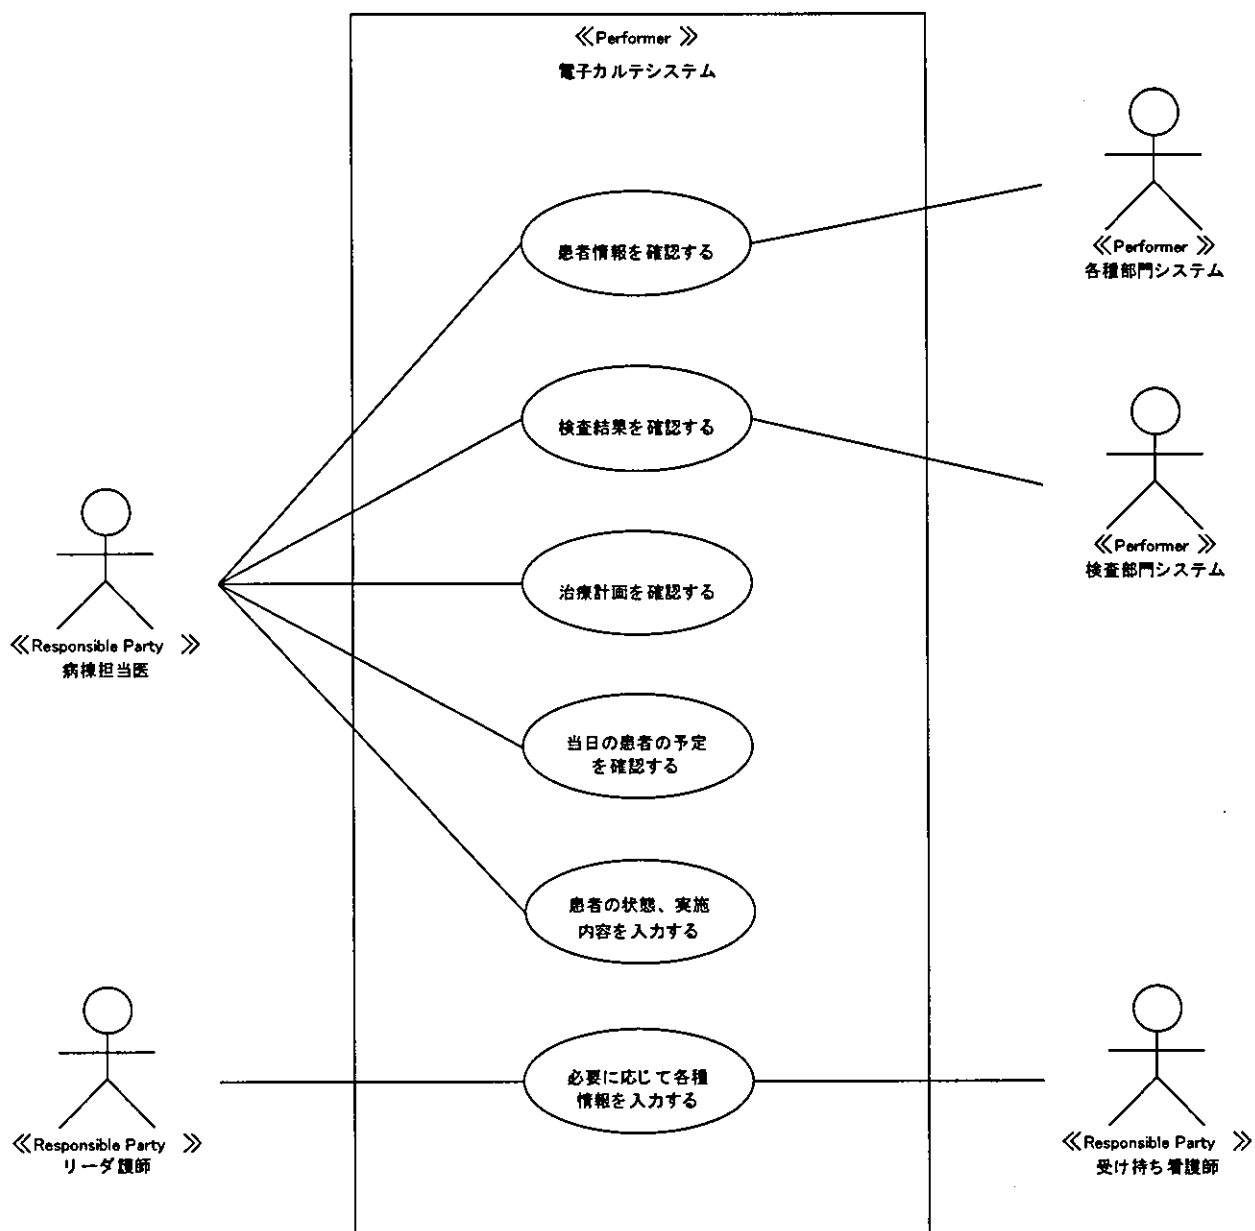 ≪Performer ≫
電子カルテシステム
患者情報を確認する
≪Performer ≫
各種部門システム
検査結果を確認する
≪Performer ≫
検査部門システム
治療計画を確認する
≪Responsible Party ≫
病棟担当医
当日の患者の予定
を確認する
患者の状態、実施
内容を入力する
必要に応じて各種
情報を入力する
≪Responsible Party ≫
リーダ護師
≪Responsible Party ≫
受け持ち看護師